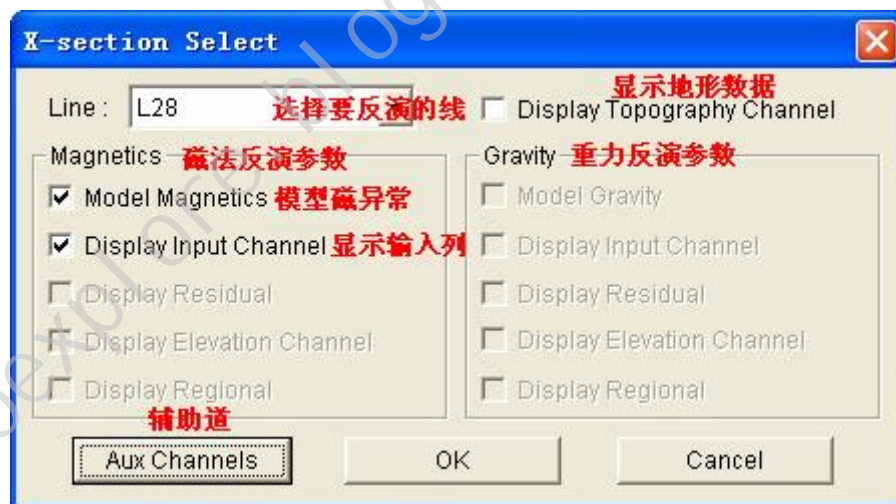 X-section Select
Line : L28 选择要反演的线
显示地形数据
Display Topography Channel
Magnetics 磁法反演参数
Model Magnetics 模型磁异常
Display Input Channel 显示输入列
Display Residual
Display Elevation Channel
Display Regional
Gravity 重力反演参数
Model Gravity
Display Input Channel
Display Residual
Display Elevation Channel
Display Regional
辅助道
Aux Channels
OK
Cancel